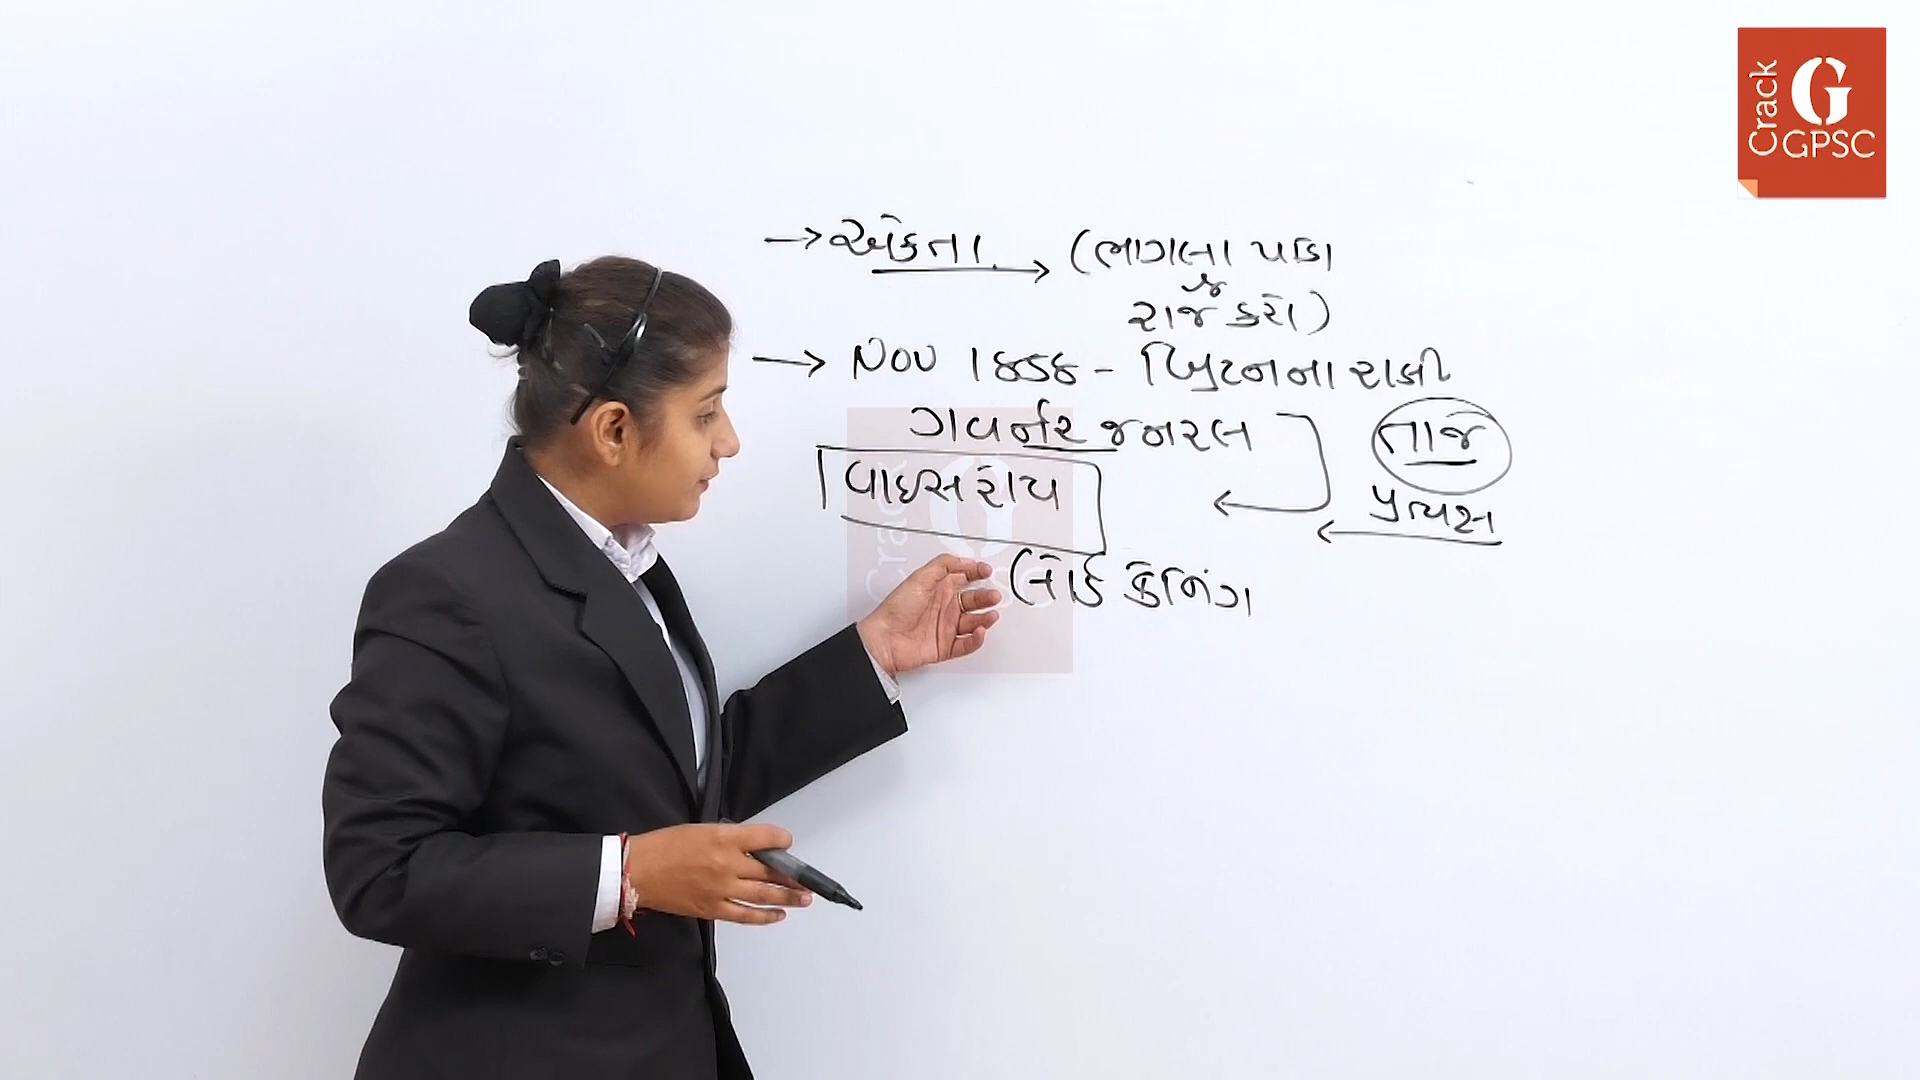 Crack
G
GPSC
→ એકતા. → (ભાગલા પાડો
ને
રાજ કરો)
→ Nov 1858 - બ્રિટનના રાણી
ગવર્નર જનરલ
તાજ
વાઇસરોય
પ્રત્યક્ષ
(લોર્ડ કેનિંગ